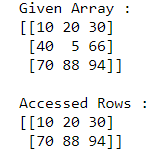 Given Array :
[[10 20 30]
 [40  5 66]
 [70 88 94]]

Accessed Rows :
[[10 20 30]
 [70 88 94]]